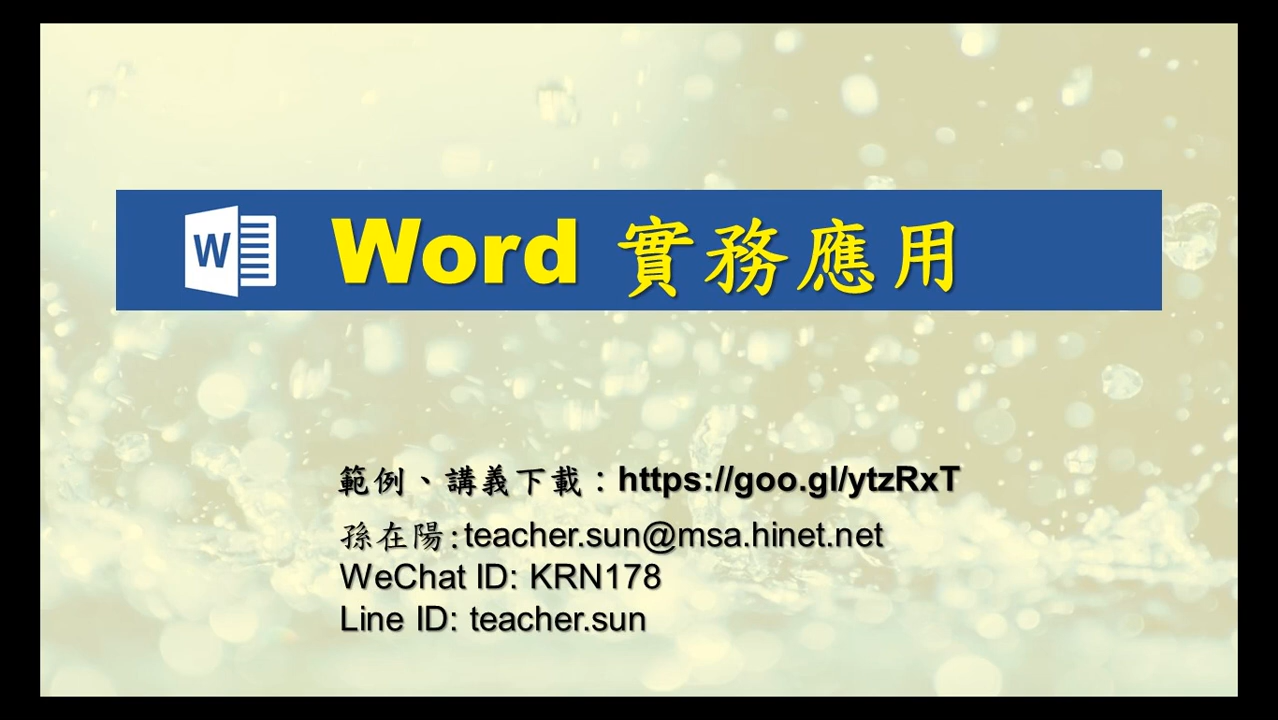 W
Word 實務應用
範例、講義下載：https://goo.gl/ytzRxT
孫在陽:teacher.sun@msa.hinet.net
WeChat ID: KRN178
Line ID: teacher.sun